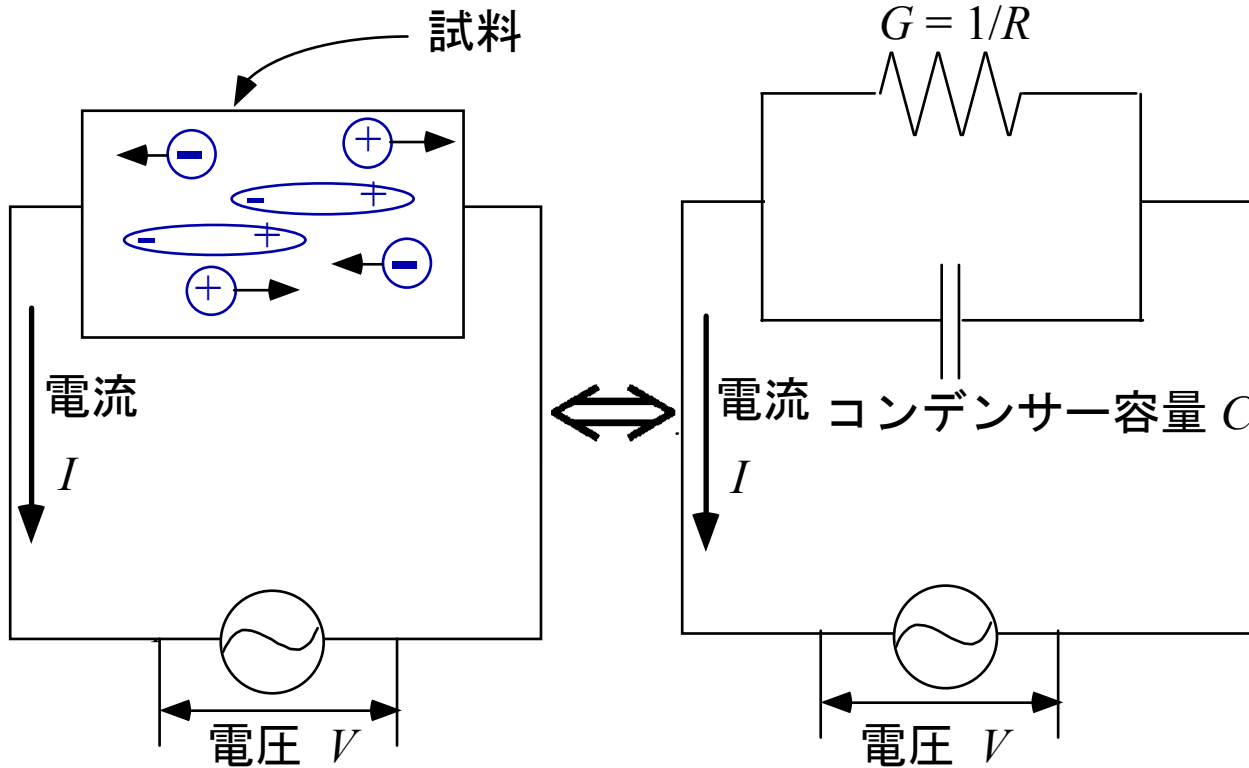 試料
- +
- +
- +
+ -
電流
I
電圧 V
G = 1/R
電流
I
コンデンサー容量 C
電圧 V